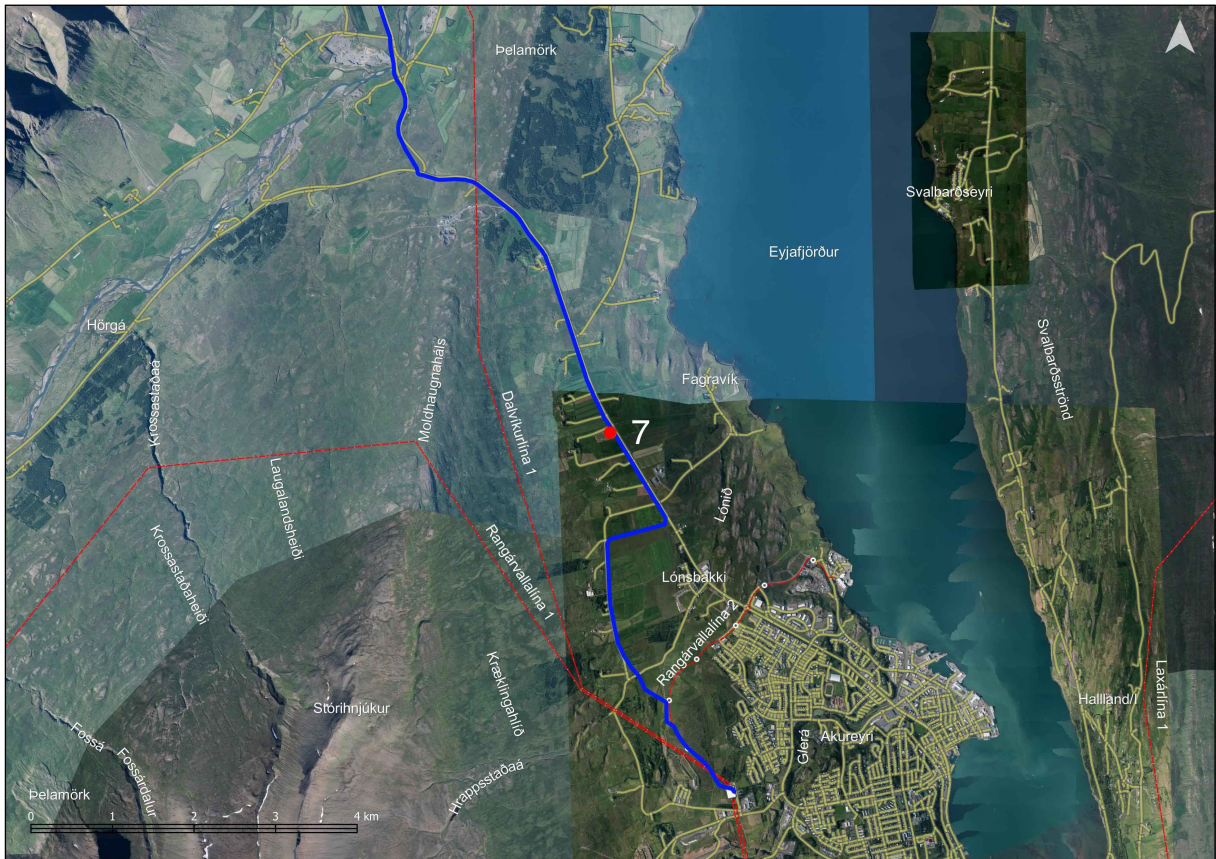 Þelamörk
Svalbarðseyri
Eyjafjörður
Hörgá
Krossastaðaá
Moldhaugnaháls
Svalbarðsströnd
Fagravík
Dalvíkurlína 1
7
Laugalandsheiði
Lónið
Krossastaðaheiði
Rangárvallalína 1
Lónsbakki
Rangárvallalína 2
Kræklingahlíð
Stórihnjúkur
Hallland/l
Laxárlína 1
Fossá
Fossárdalur
Glerá
Akureyri
Hrappsstaðaá
Þelamörk
0 1 2 3 4 km